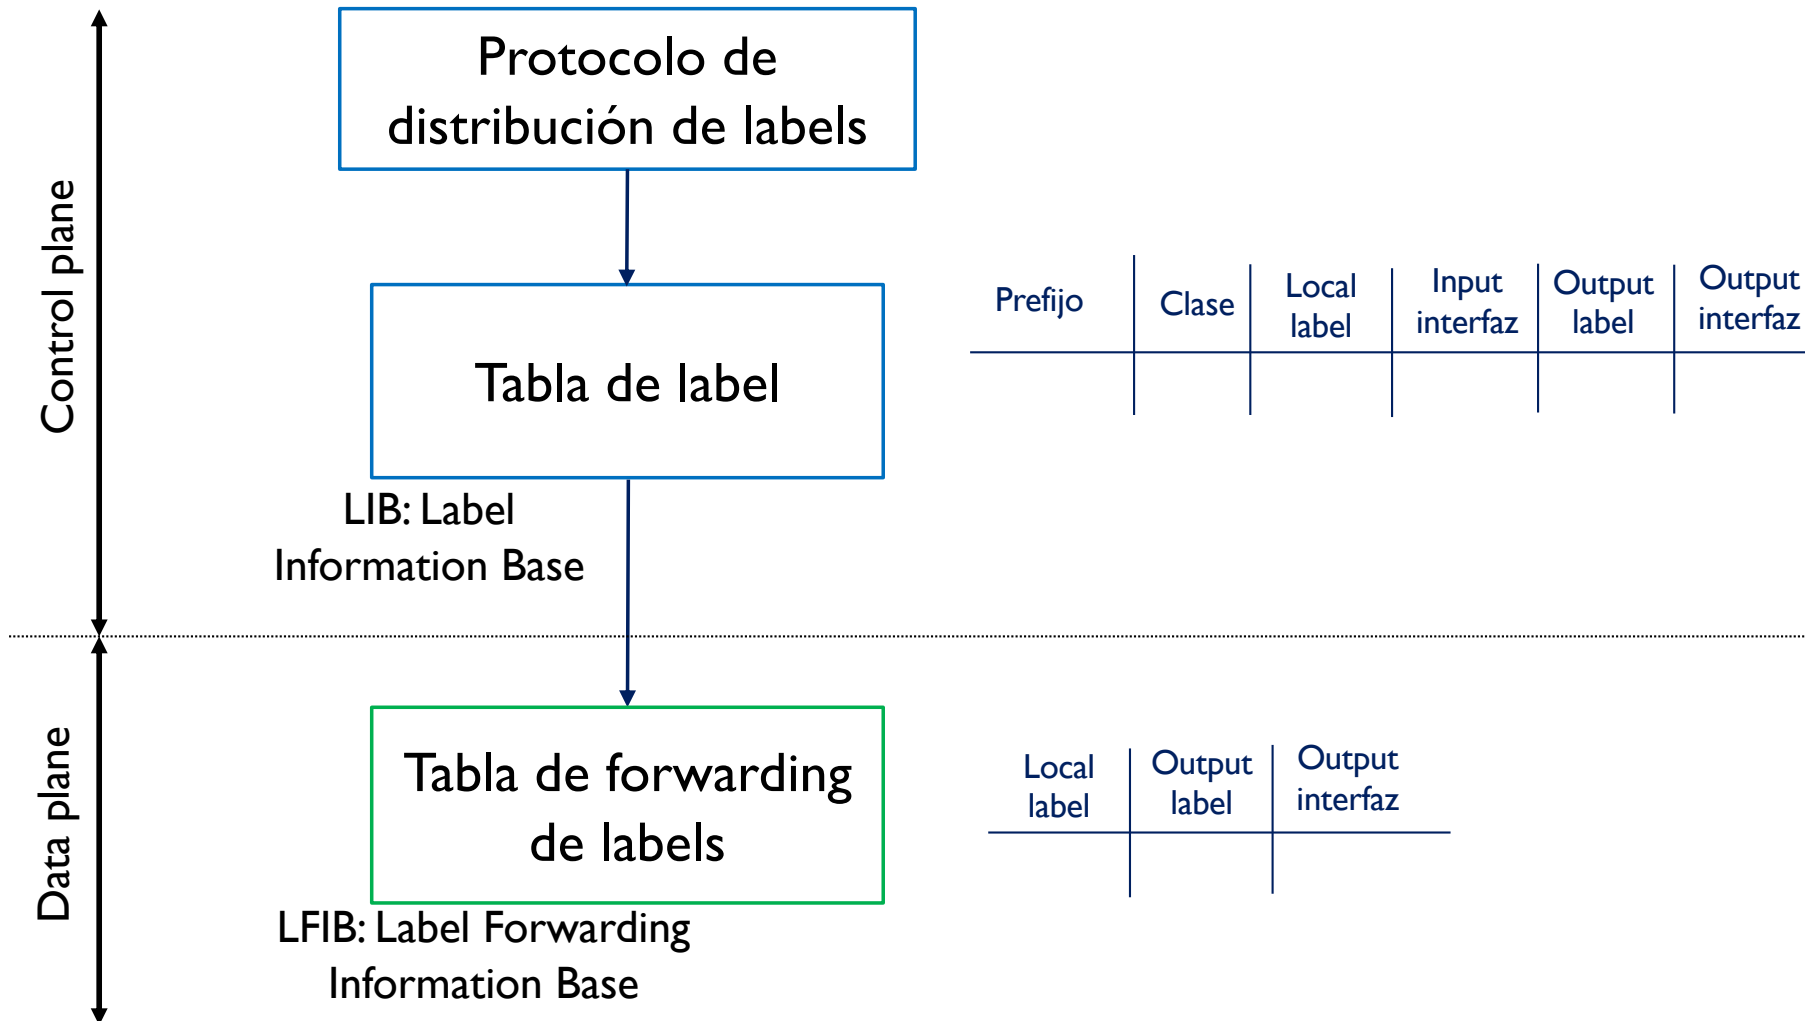 Protocolo de
distribución de labels
Control plane
Tabla de label
LIB: Label
Information Base
Prefijo
Clase
Local
label
Input
interfaz
Output
label
Output
interfaz
Data plane
Tabla de forwarding
de labels
LFIB: Label Forwarding
Information Base
Local
label
Output
label
Output
interfaz